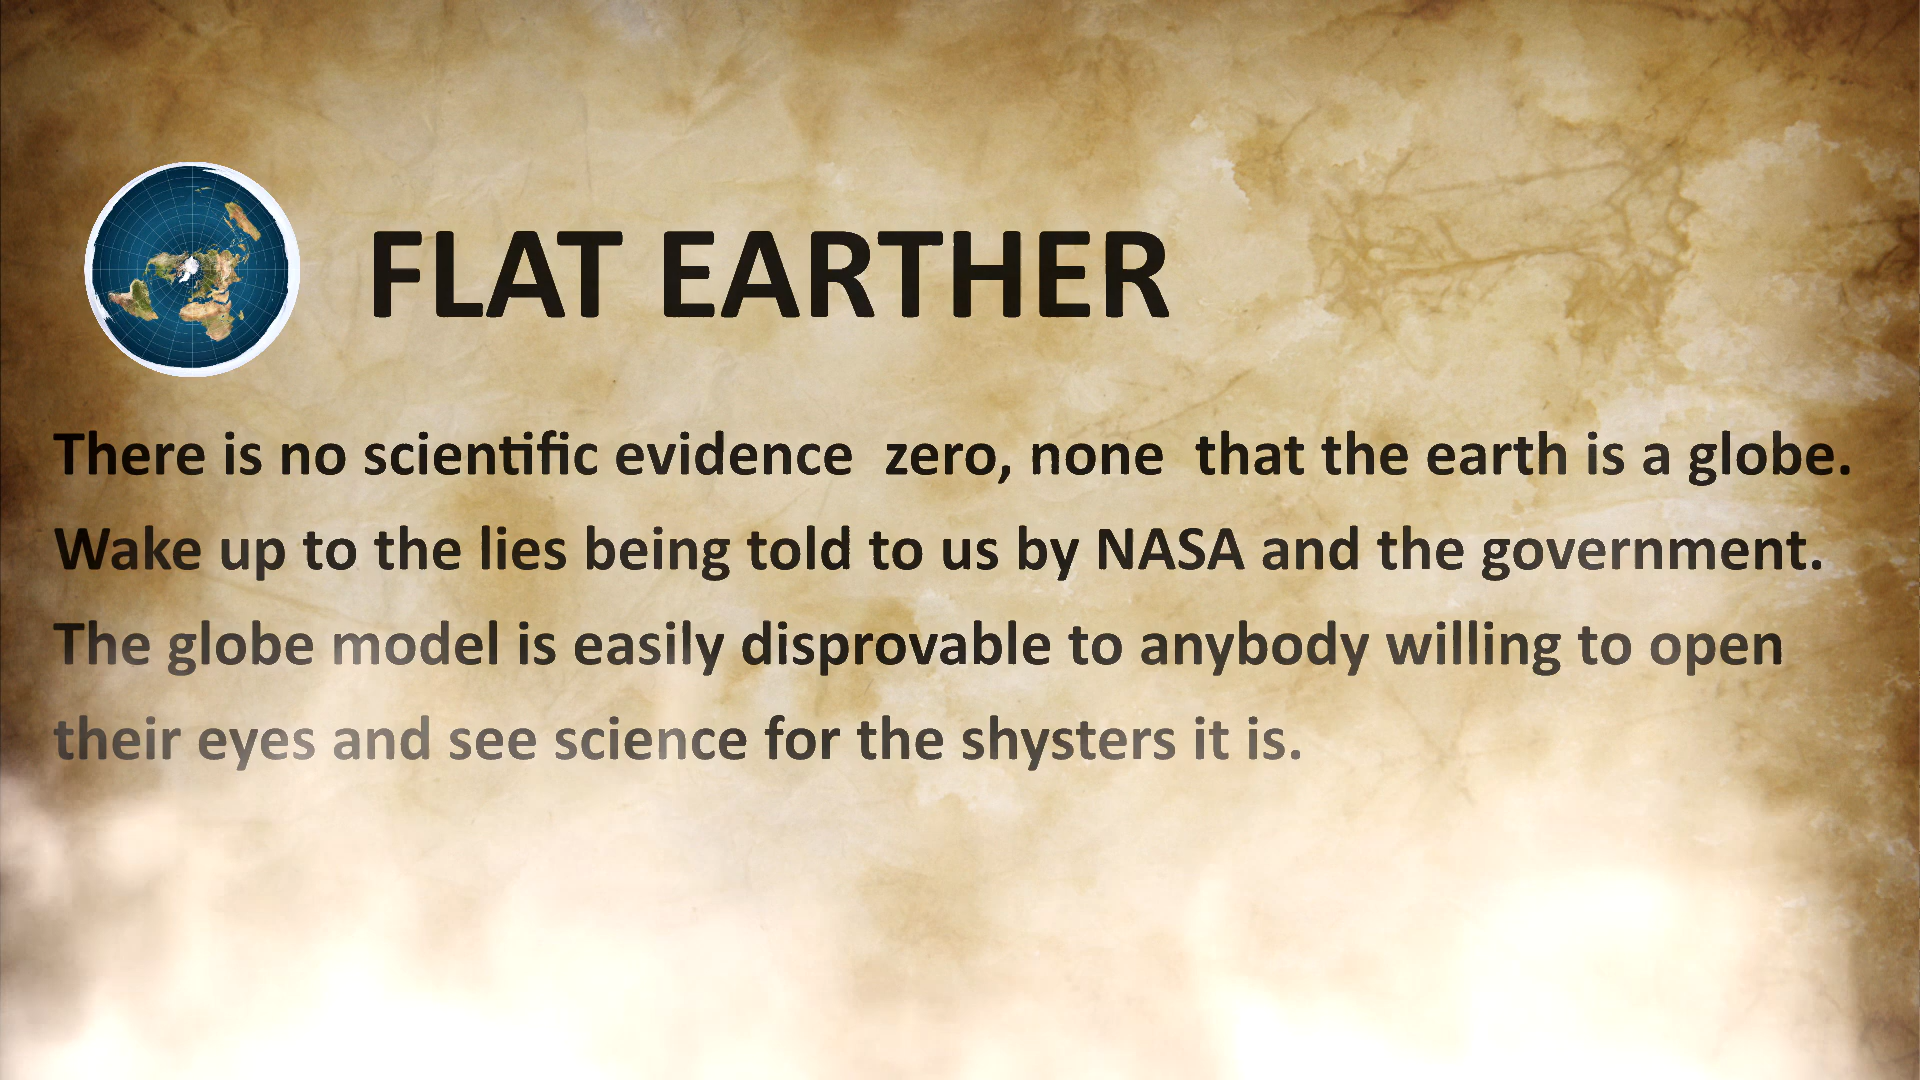 FLAT EARTHER
There is no scientific evidence  zero, none  that the earth is a globe.
Wake up to the lies being told to us by NASA and the government.
The globe model is easily disprovable to anybody willing to open
their eyes and see science for the shysters it is.